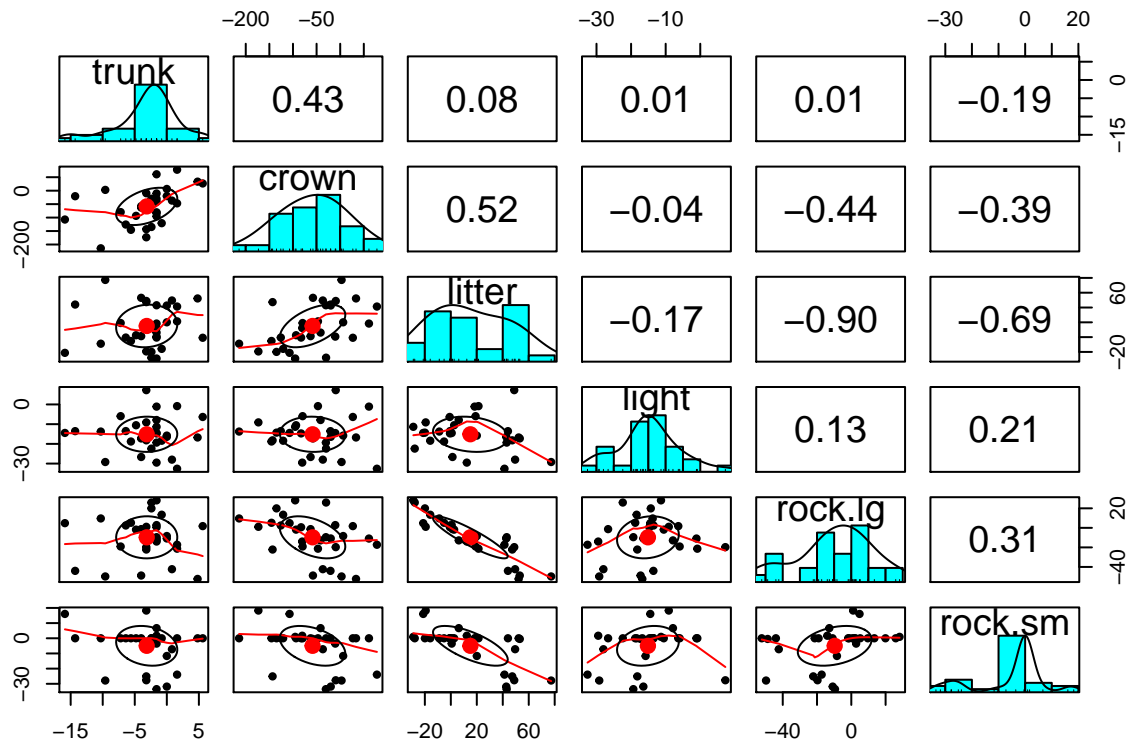 −200 −50 −30 −10 −30 0 20
trunk 0.43 0.08 0.01 0.01 −0.19 −15 0
−200 0 crown 0.52 −0.04 −0.44 −0.39
litter −0.17 −0.90 −0.69 −20 60
−30 0 light 0.13 0.21
rock.lg 0.31 −40 20
−30 0 rock.sm
−15 −5 5 −20 20 60 −40 0